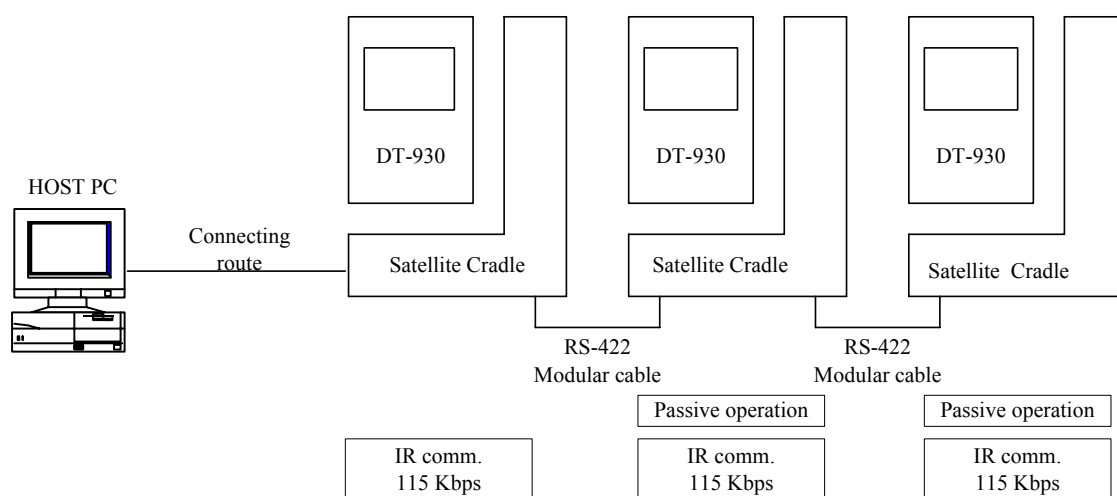 DT-930
DT-930
DT-930
HOST PC
Connecting
route
Satellite Cradle
Satellite Cradle
Satellite Cradle
RS-422
Modular cable
RS-422
Modular cable
Passive operation
Passive operation
IR comm.
115 Kbps
IR comm.
115 Kbps
IR comm.
115 Kbps